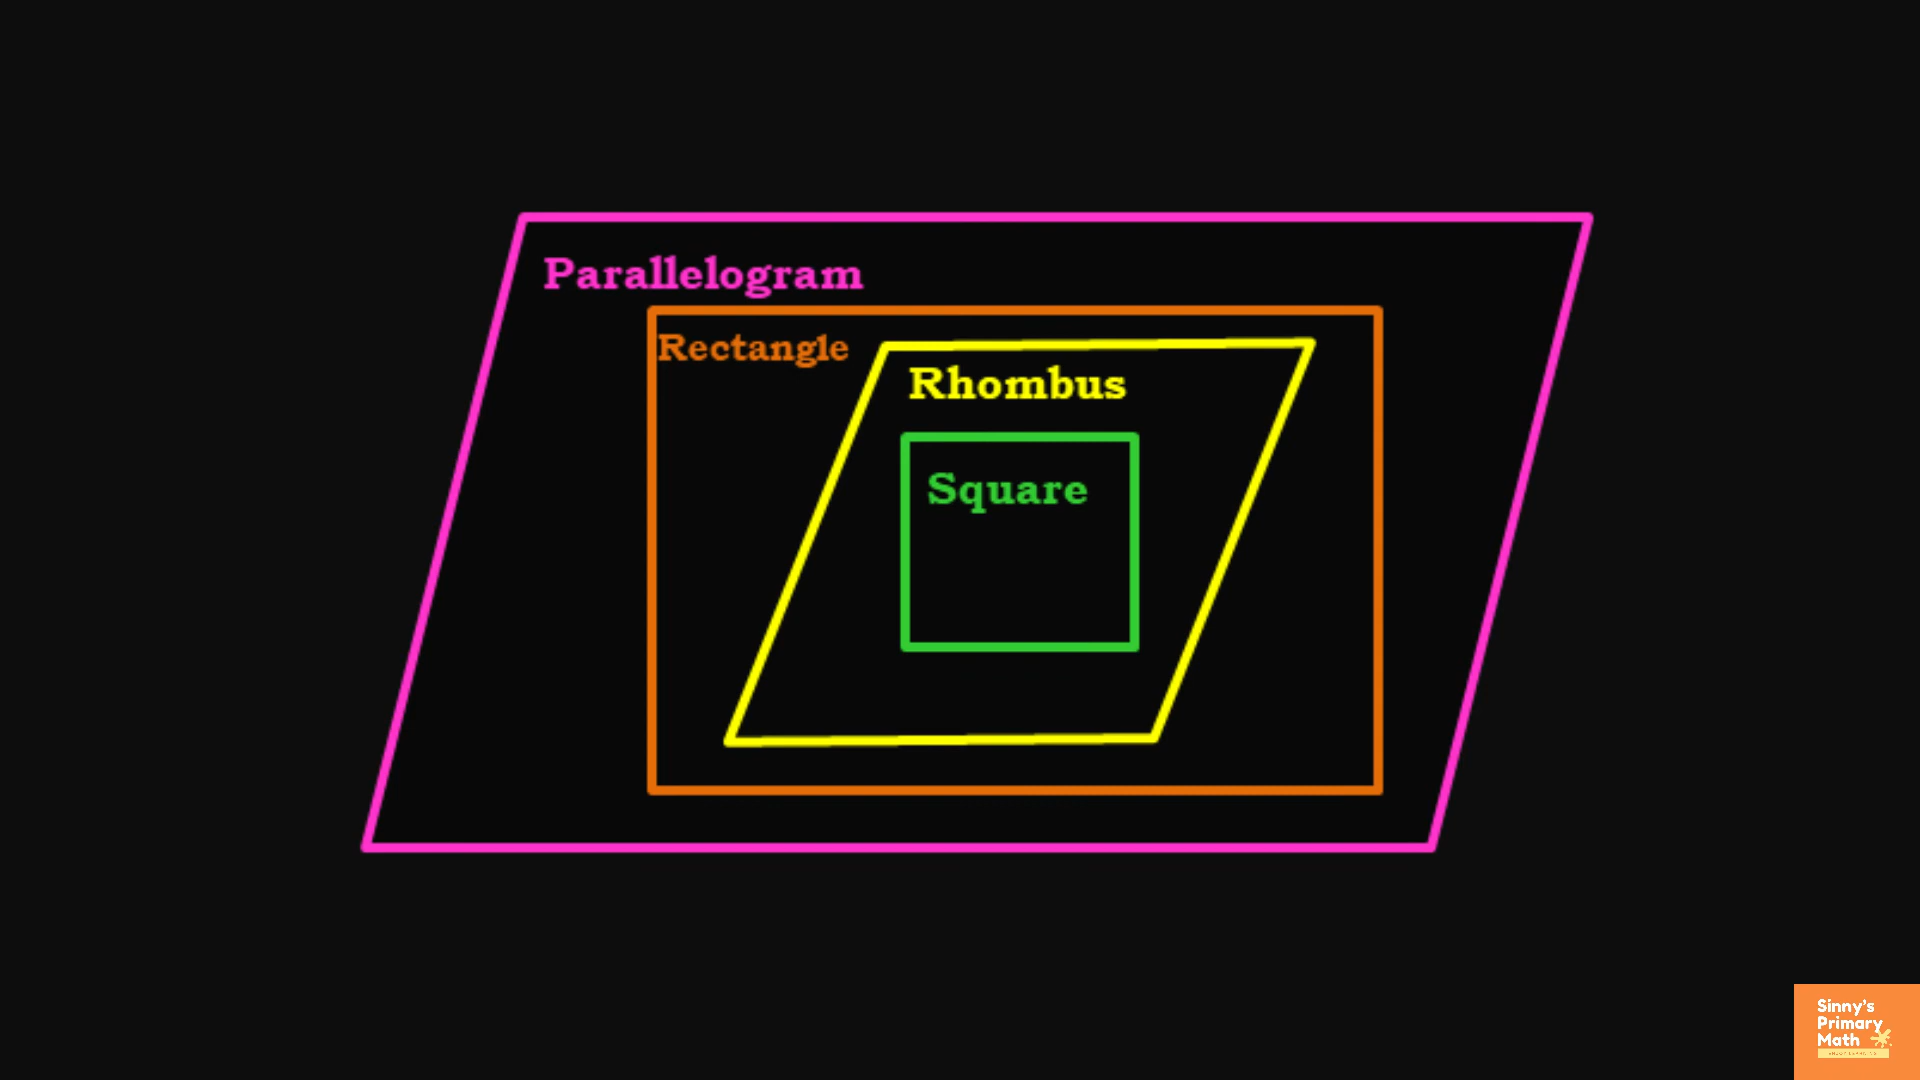 Parallelogram
Rectangle
Rhombus
Square
Sinny's
Primary
Math